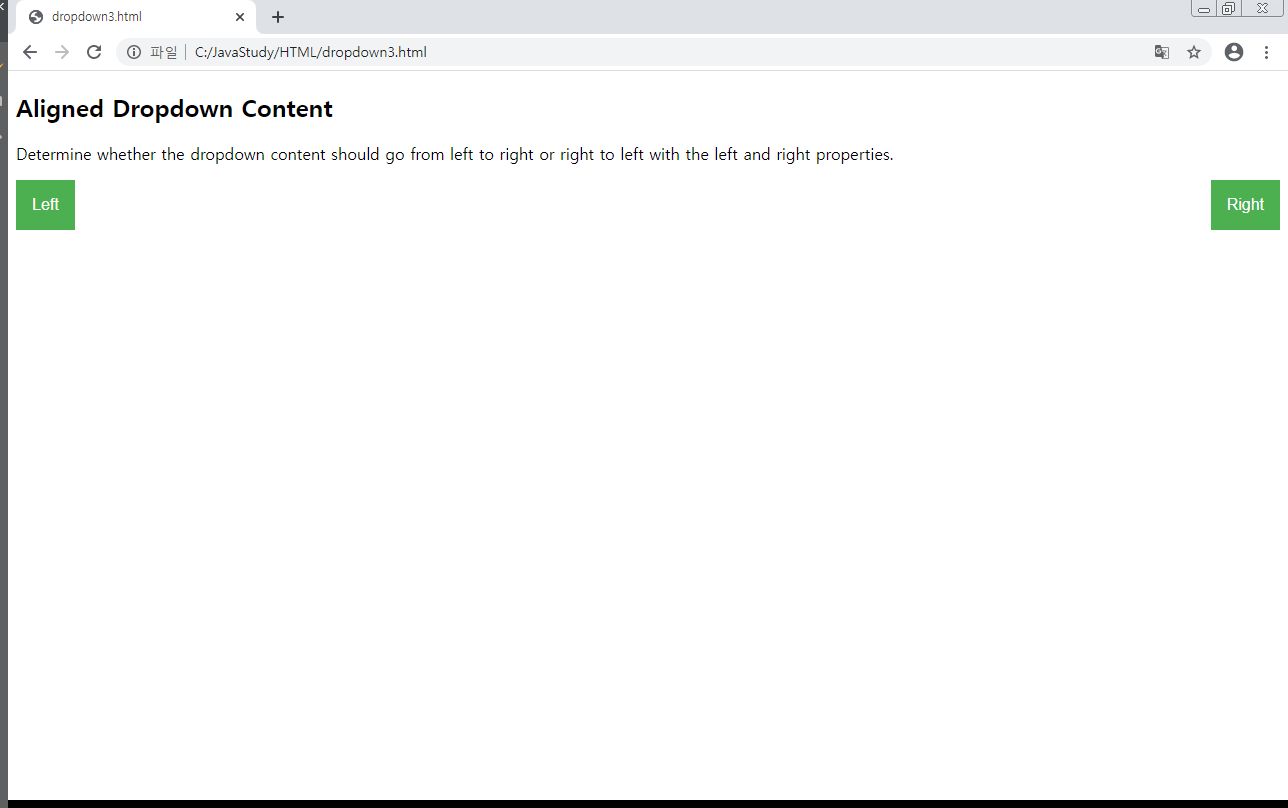 dropdown3.html
파일 C:/JavaStudy/HTML/dropdown3.html
Aligned Dropdown Content
Determine whether the dropdown content should go from left to right or right to left with the left and right properties.
Left Right